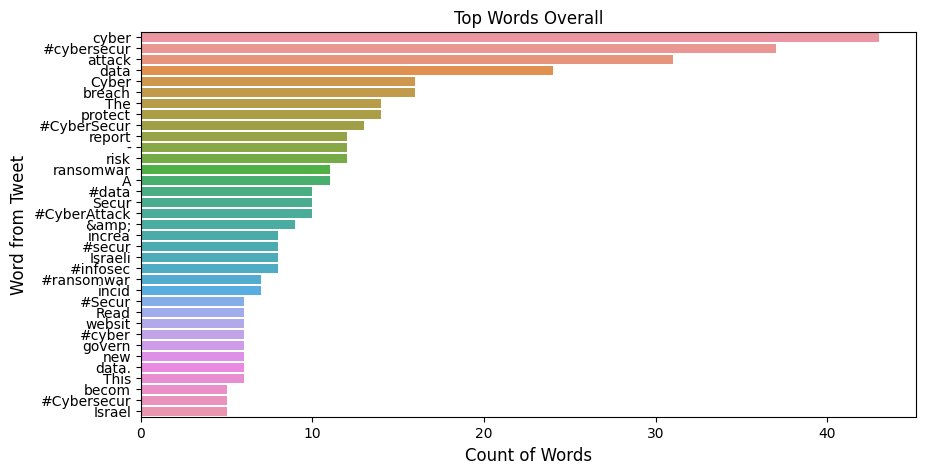 Top Words Overall
cyber
#cybersecur
attack
data
Cyber
breach
The
protect
#CyberSecur
report
-
risk
ransomwar
A
#data
Secur
#CyberAttack
&amp;
increa
#secur
Israeli
#infosec
#ransomwar
incid
#Secur
Read
websit
#cyber
govern
new
data.
This
becom
#Cybersecur
Israel
Word from Tweet
0 10 20 30 40
Count of Words